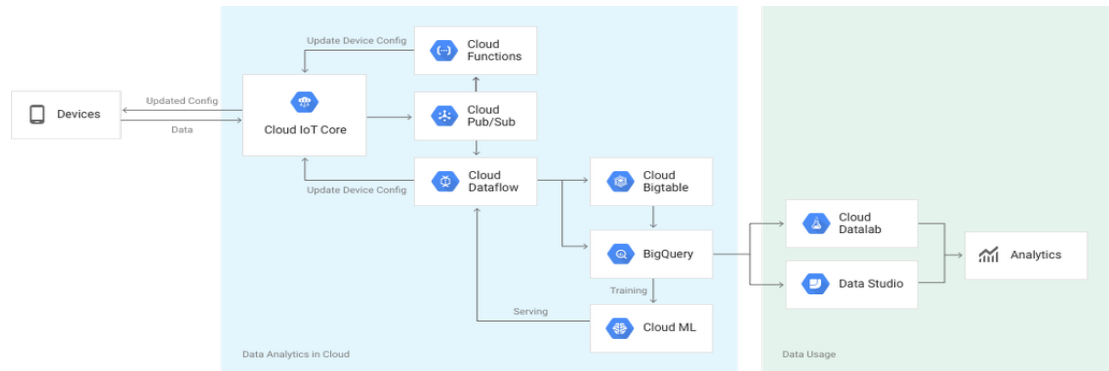 Update Device Config
Cloud
Functions
Updated Config
Devices
Data
Cloud IoT Core
Cloud
Pub/Sub
Update Device Config
Cloud
Dataflow
Cloud
Bigtable
BigQuery
Training
Serving
Cloud ML
Data Analytics in Cloud
Cloud
Datalab
Data Studio
Analytics
Data Usage